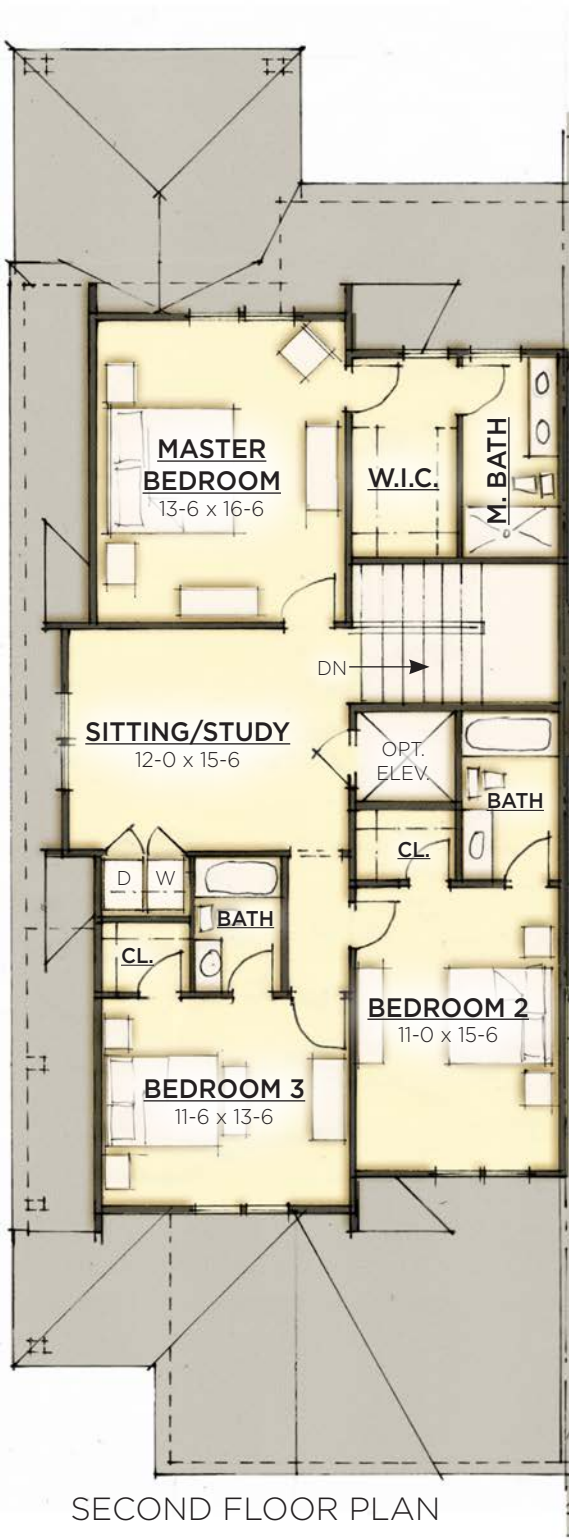 MASTER
BEDROOM
13-6 x 16-6
W.I.C.
M. BATH
DN
SITTING/STUDY
12-0 x 15-6
OPT.
ELEV.
BATH
CL.
D W
BATH
CL.
BEDROOM 2
11-0 x 15-6
BEDROOM 3
11-6 x 13-6
SECOND FLOOR PLAN